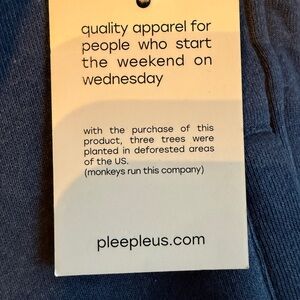 quality apparel for
people who start
the weekend on
wednesday
with the purchase of this
product, three trees were
planted in deforested areas
of the US.
(monkeys run this company)
pleepleus.com